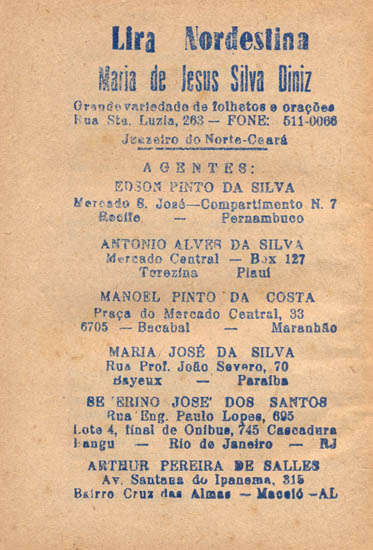 Lira Nordestina
Maria de Jesus Silva Diniz
Grande variedade de folhetos e orações
Rua Sta. Luzia, 263 — FONE: 511-0066
Juazeiro do Norte-Ceará
AGENTES:
EDSON PINTO DA SILVA
Mercado S. José—Compartimento N. 7
Recife — Pernambuco
ANTONIO ALVES DA SILVA
Mercado Central — Box 127
Terezina Piauí
MANOEL PINTO DA COSTA
Praça do Mercado Central, 33
6705 — Bacabal — Maranhão
MARIA JOSÉ DA SILVA
Rua Prof. João Severo, 70
Bayeux — Paraíba
SE ERINO JOSE' DOS SANTOS
Rua Eng. Paulo Lopes, 695
Lote 4, final de Onibus, 745 Cascadura
Bangu — Rio de Janeiro — RJ
ARTHUR PEREIRA DE SALLES
Av. Santana do Ipanema, 315
Bairro Cruz das Almas — Maceió —AL